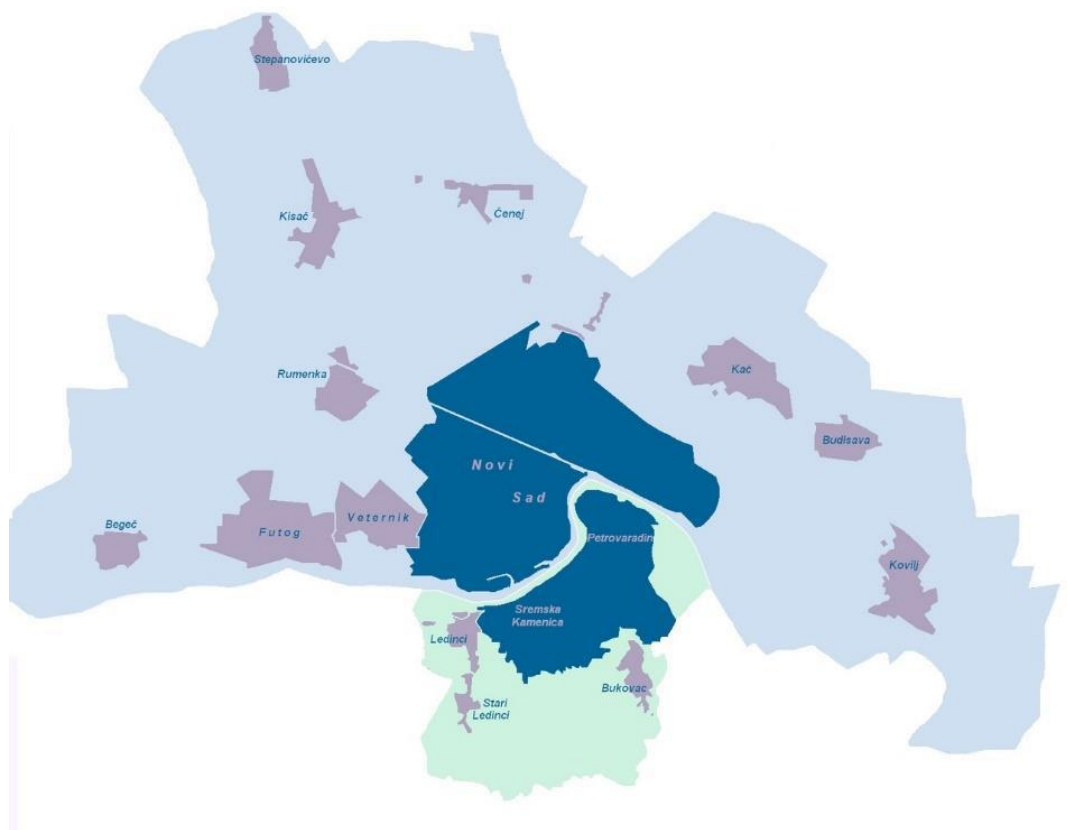 Stepanovićevo
Kisač
Čenej
Rumenka
Kać
Budisava
Novi
Sad
Begeč
Futog
Veternik
Petrovaradin
Kovilj
Sremska
Kamenica
Ledinci
Bukovac
Stari
Ledinci